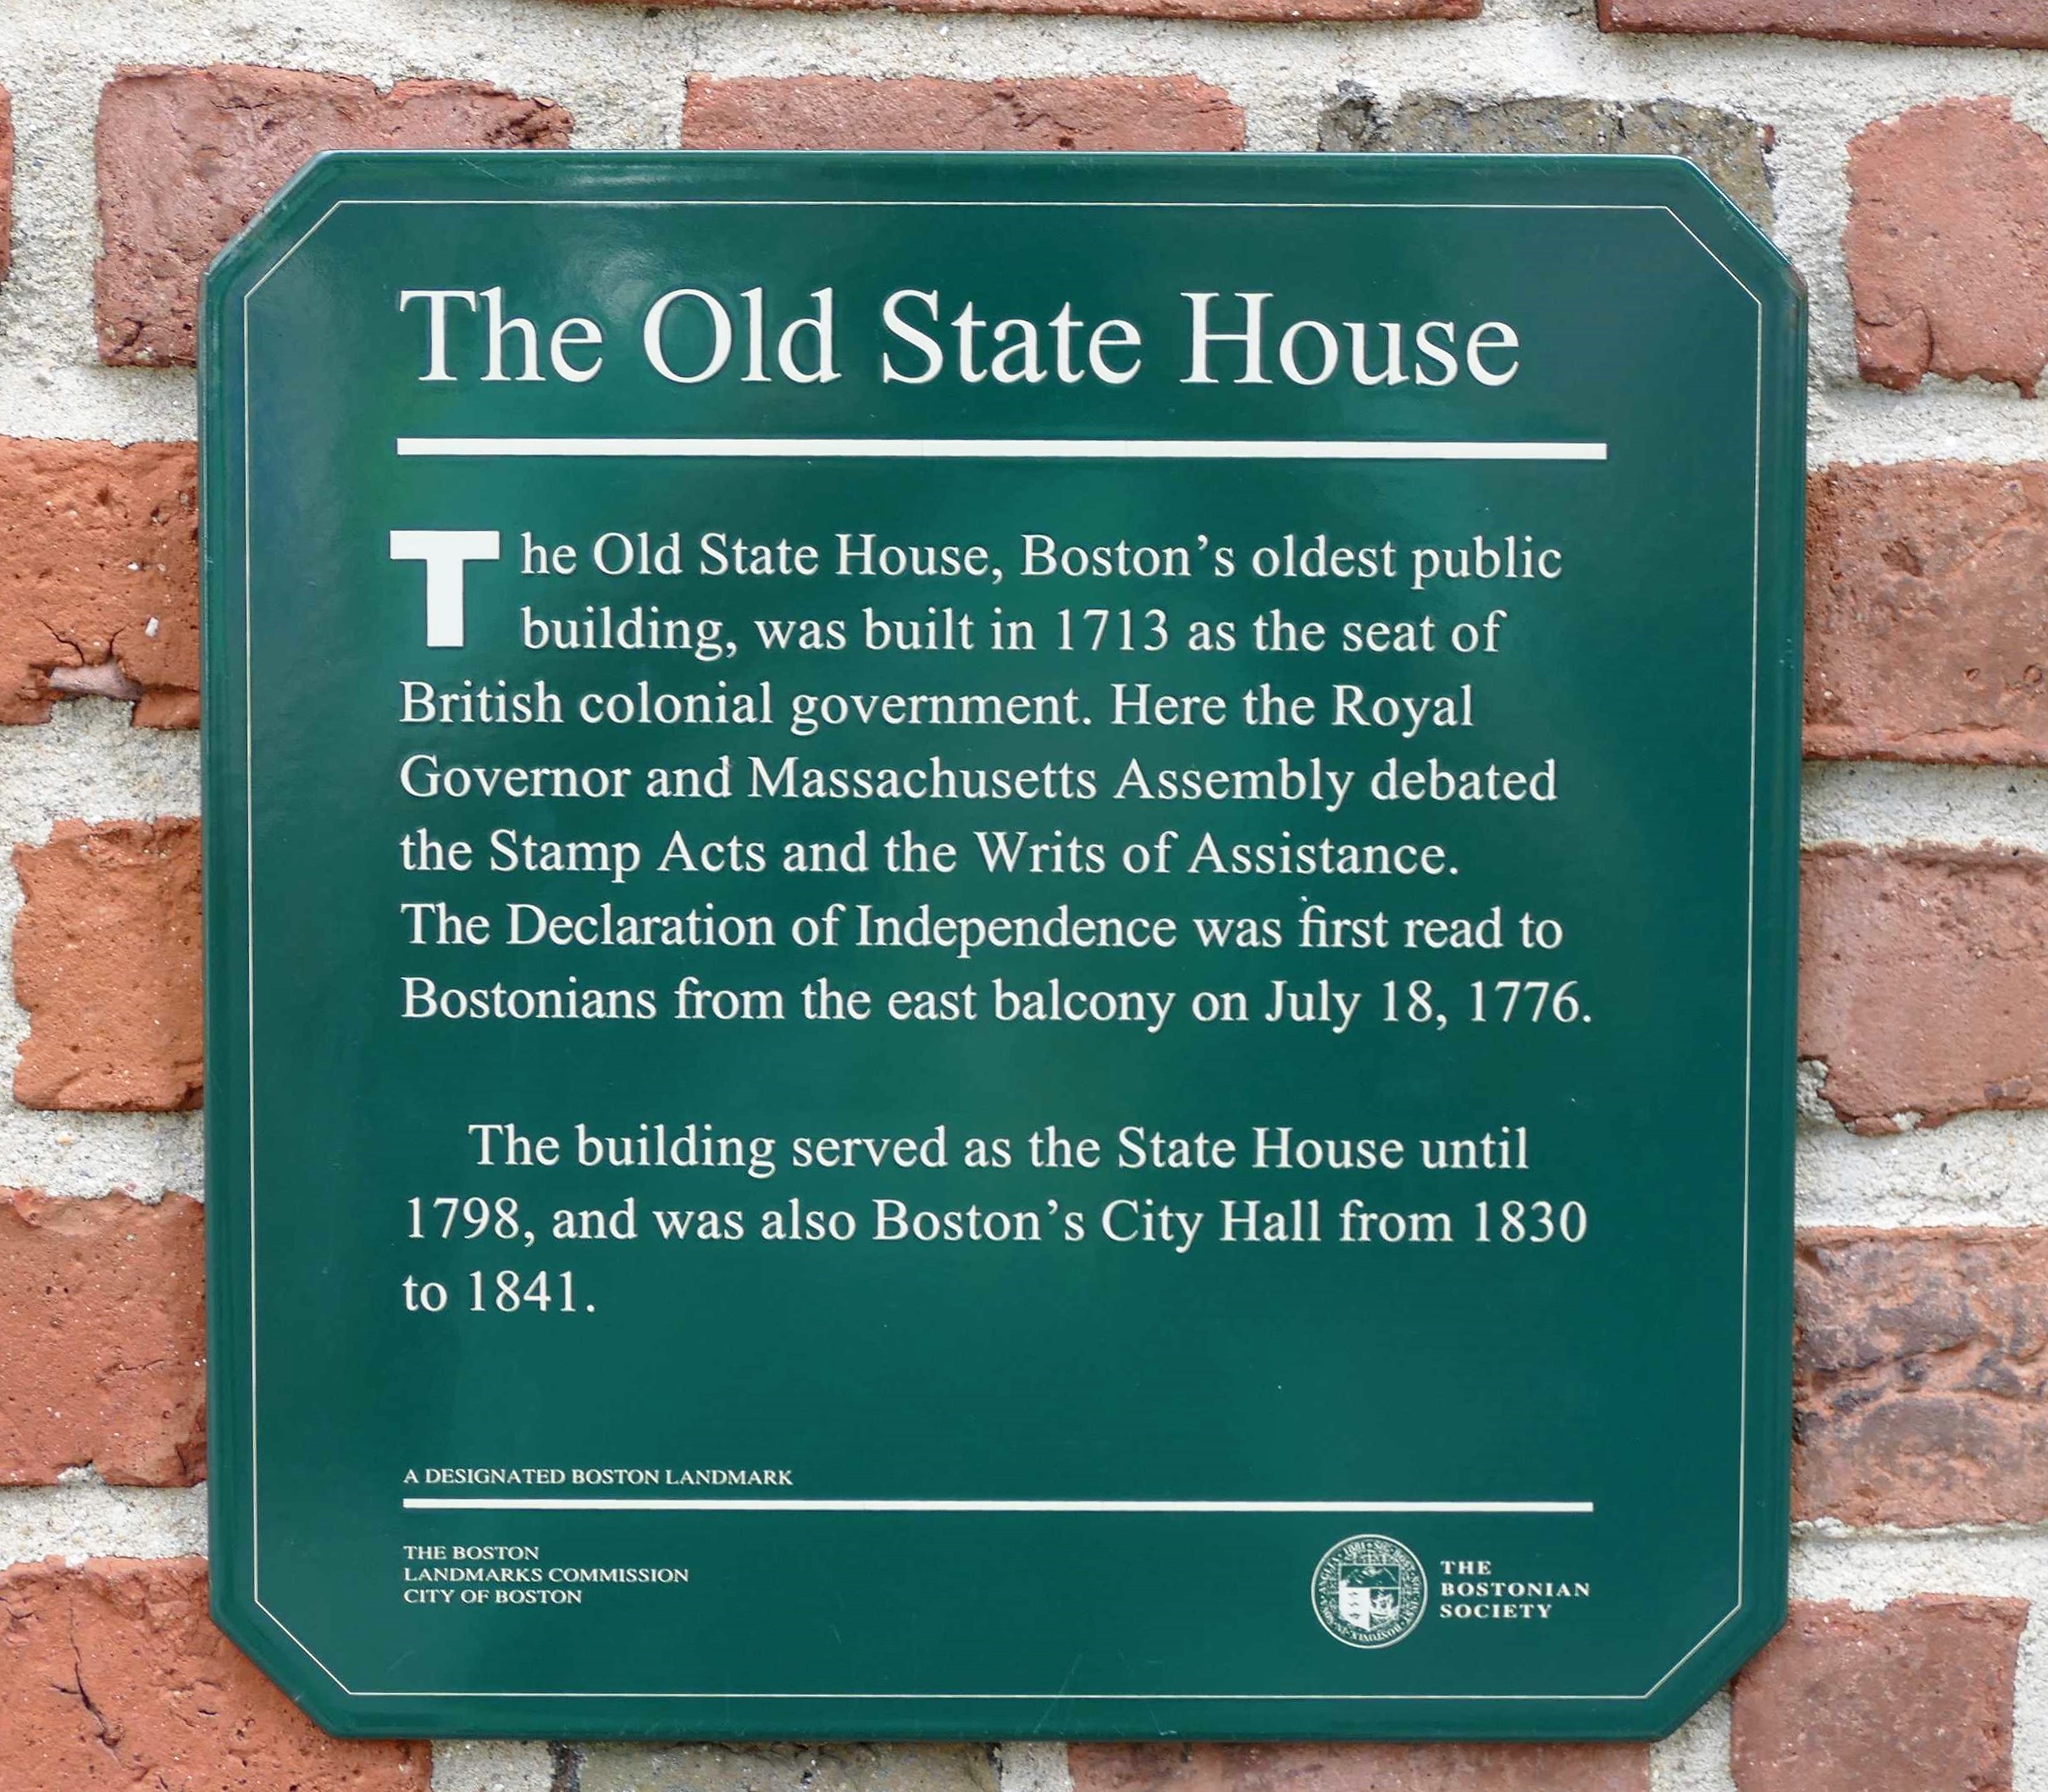 The Old State House
The Old State House, Boston's oldest public
building, was built in 1713 as the seat of
British colonial government. Here the Royal
Governor and Massachusetts Assembly debated
the Stamp Acts and the Writs of Assistance.
The Declaration of Independence was first read to
Bostonians from the east balcony on July 18, 1776.
The building served as the State House until
1798, and was also Boston's City Hall from 1830
to 1841.
A DESIGNATED BOSTON LANDMARK
THE BOSTON
LANDMARKS COMMISSION
CITY OF BOSTON
THE
BOSTONIAN
SOCIETY